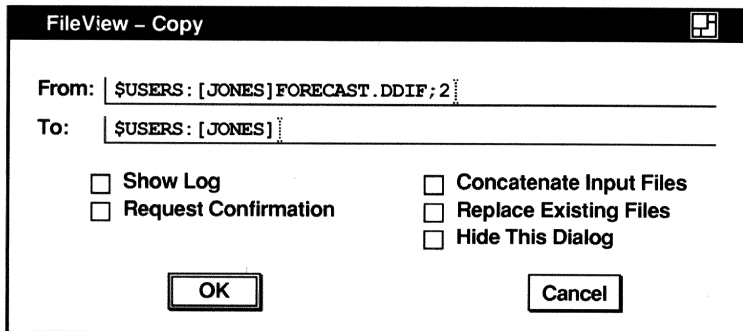 FileView – Copy
From: $USERS:[JONES]FORECAST.DDIF;2
To: $USERS:[JONES]
Show Log
Request Confirmation
Concatenate Input Files
Replace Existing Files
Hide This Dialog
OK
Cancel